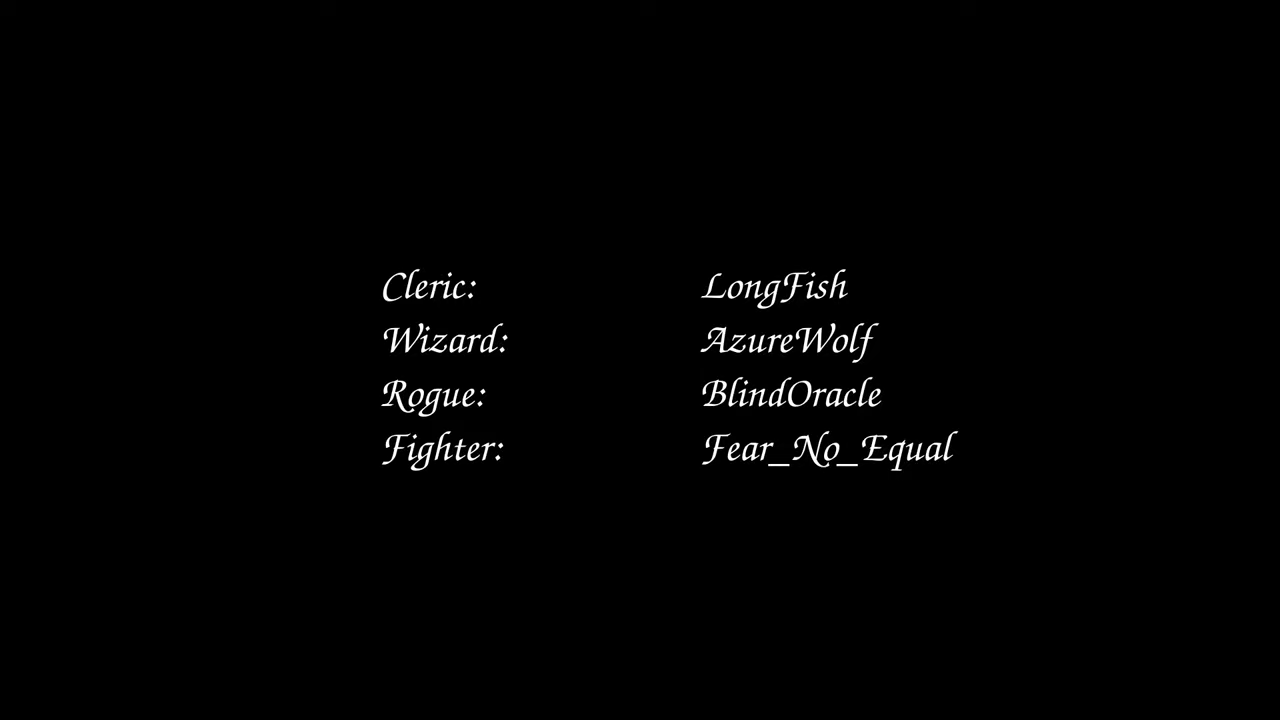 Cleric: LongFish
Wizard: AzureWolf
Rogue: BlindOracle
Fighter: Fear_No_Equal